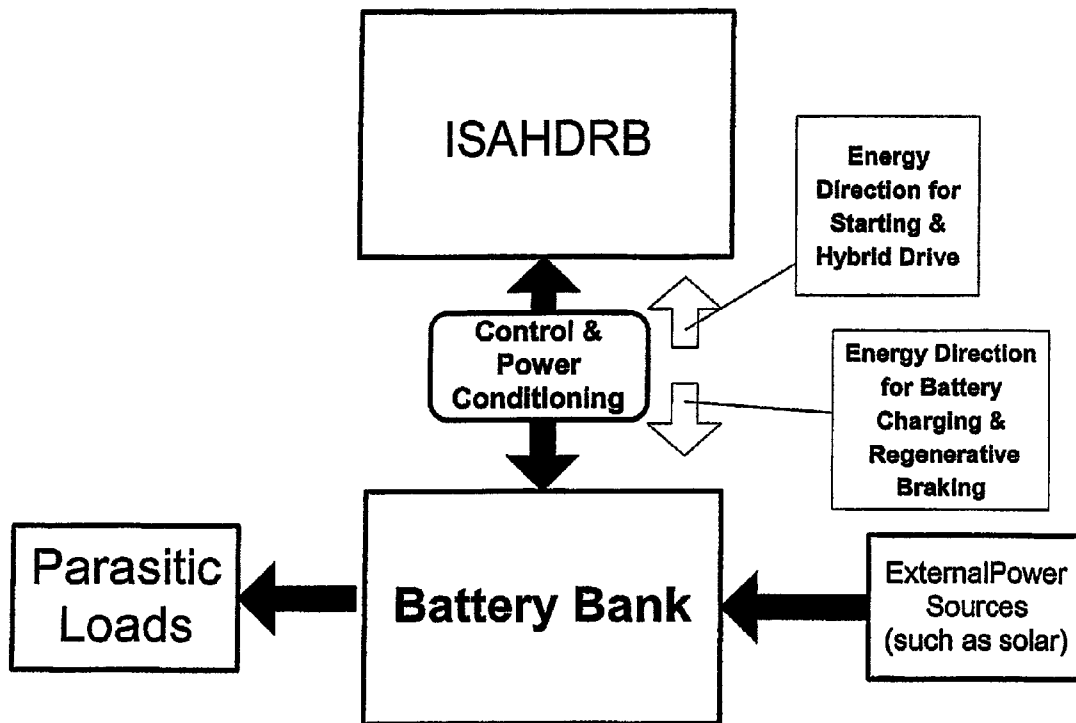 ISAHDRB
Energy
Direction for
Starting &
Hybrid Drive
Control &
Power
Conditioning
Energy Direction
for Battery
Charging &
Regenerative
Braking
Parasitic
Loads
Battery Bank
ExternalPower
Sources
(such as solar)